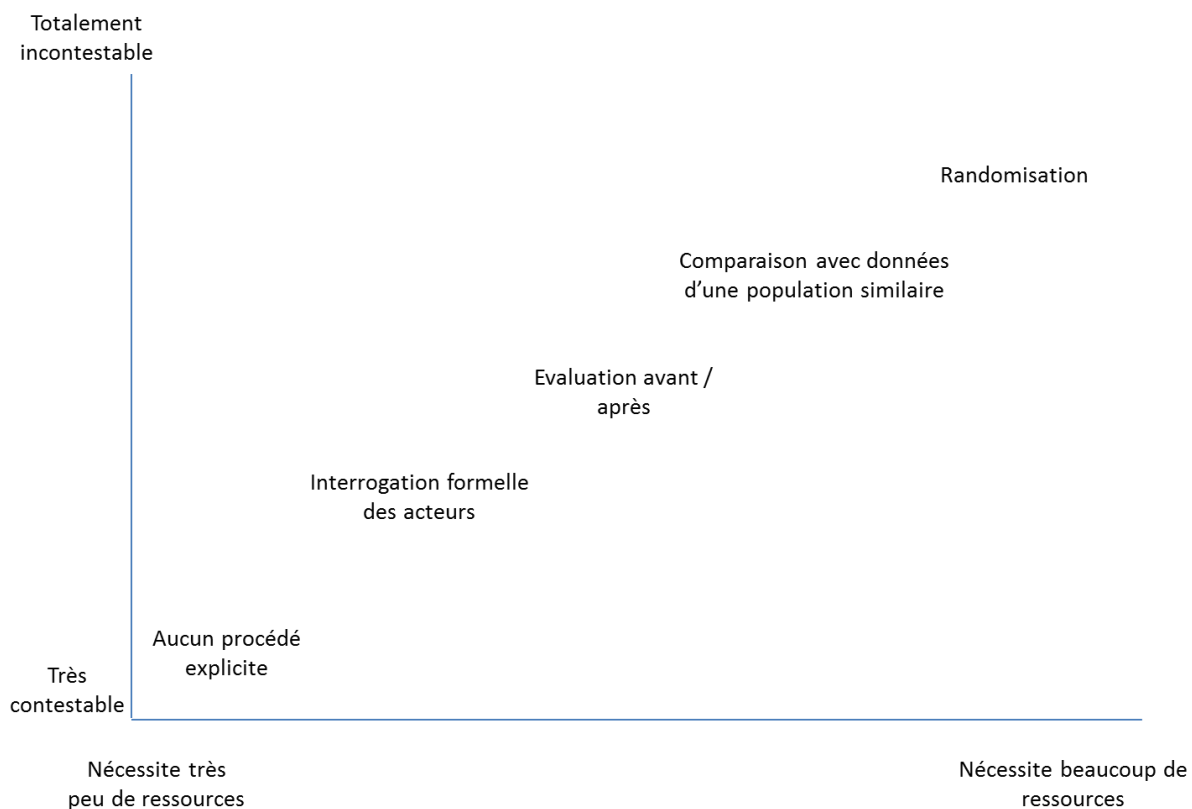 Totalement
incontestable
Randomisation
Comparaison avec données
d’une population similaire
Evaluation avant /
après
Interrogation formelle
des acteurs
Aucun procédé
explicite
Très
contestable
Nécessite très
peu de ressources
Nécessite beaucoup de
ressources